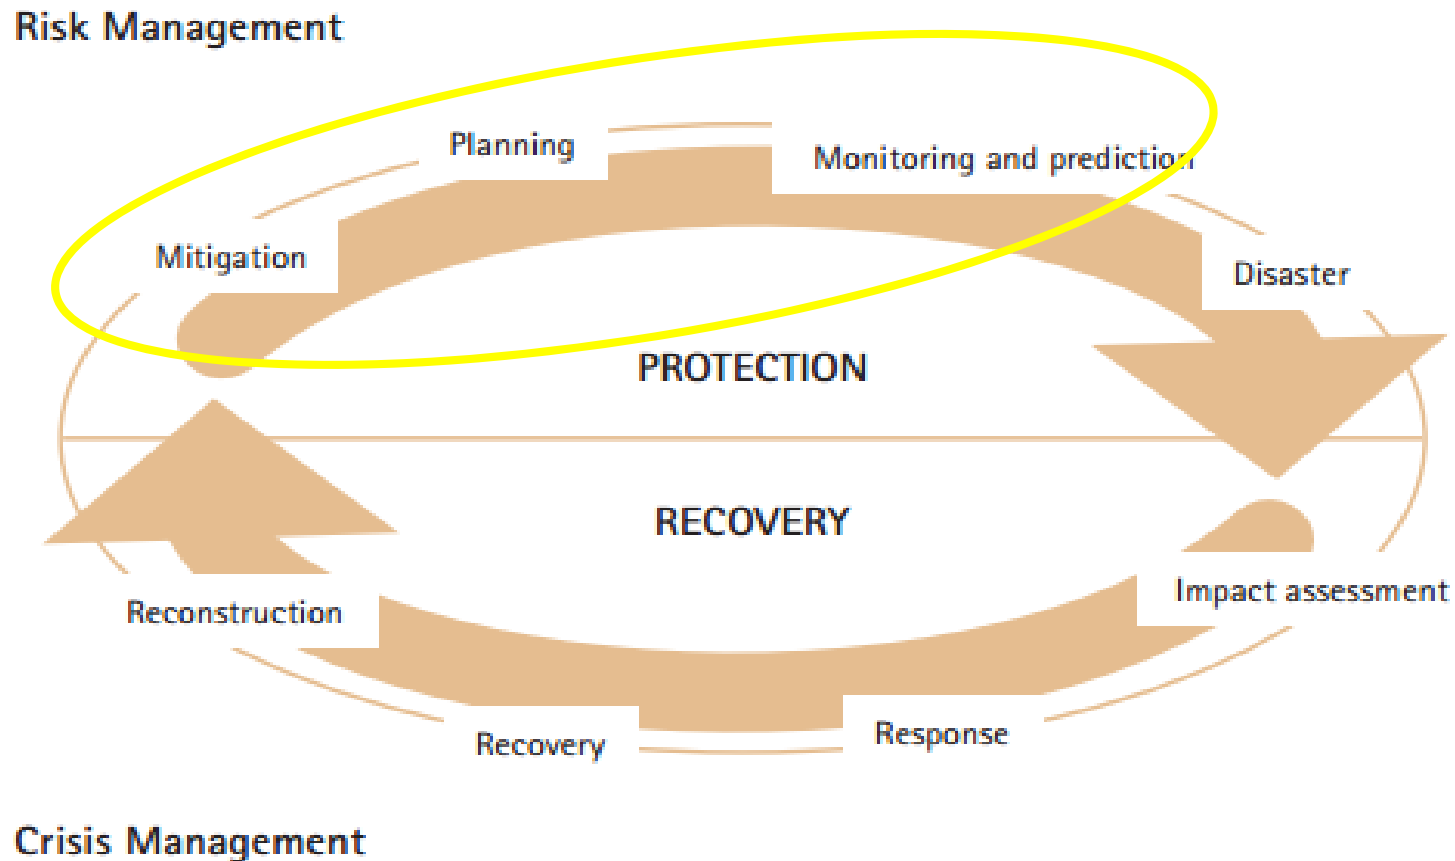 Risk Management
Planning
Monitoring and prediction
Mitigation
Disaster
PROTECTION
RECOVERY
Impact assessment
Reconstruction
Response
Recovery
Crisis Management